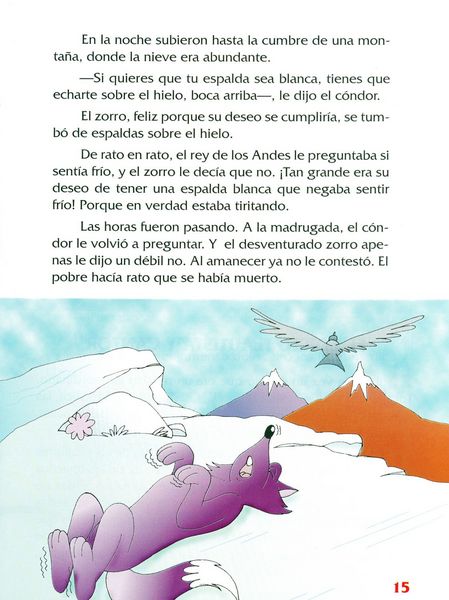 En la noche subieron hasta la cumbre de una mon-
taña, donde la nieve era abundante.
—Si quieres que tu espalda sea blanca, tienes que
echarte sobre el hielo, boca arriba—, le dijo el cóndor.
El zorro, feliz porque su deseo se cumpliría, se tum-
bó de espaldas sobre el hielo.
De rato en rato, el rey de los Andes le preguntaba si
sentía frío, y el zorro le decía que no. ¡Tan grande era su
deseo de tener una espalda blanca que negaba sentir
frío! Porque en verdad estaba tiritando.
Las horas fueron pasando. A la madrugada, el cón-
dor le volvió a preguntar. Y el desventurado zorro ape-
nas le dijo un débil no. Al amanecer ya no le contestó. El
pobre hacía rato que se había muerto.
15